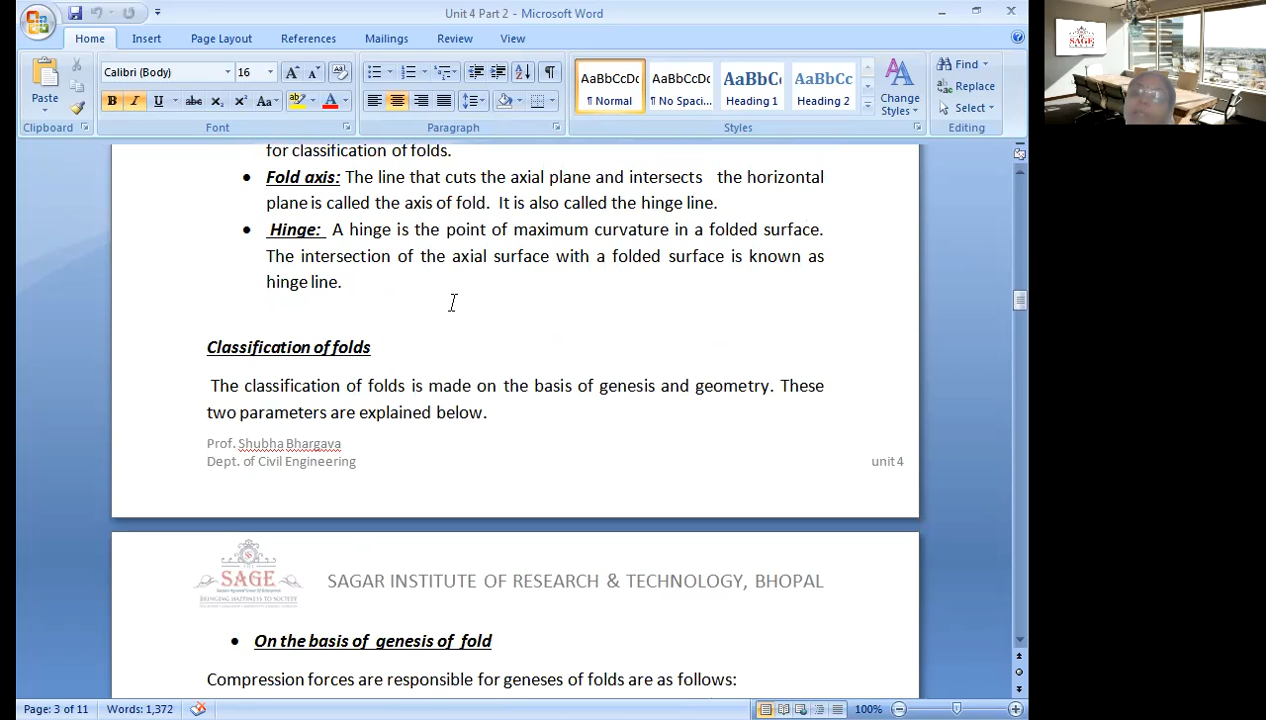 Unit 4 Part 2 - Microsoft Word
Home Insert Page Layout References Mailings Review View
Calibri (Body) 16
AaBbCcDc AaBbCcDc AaBbC AaBbCc
Paste
¶ Normal ¶ No Spaci... Heading 1 Heading 2
Change
Styles
Find
Replace
Select
Clipboard Font Paragraph Styles Editing
SAGE
for classification of folds.
• Fold axis: The line that cuts the axial plane and intersects the horizontal
plane is called the axis of fold. It is also called the hinge line.
• Hinge: A hinge is the point of maximum curvature in a folded surface.
The intersection of the axial surface with a folded surface is known as
hinge line.
Classification of folds
The classification of folds is made on the basis of genesis and geometry. These
two parameters are explained below.
Prof. Shubha Bhargava
Dept. of Civil Engineering unit 4
SAGE
BRINGING HAPPINESS TO SOCIETY
SAGAR INSTITUTE OF RESEARCH & TECHNOLOGY, BHOPAL
• On the basis of genesis of fold
Compression forces are responsible for geneses of folds are as follows:
Page: 3 of 11 Words: 1,372 100%